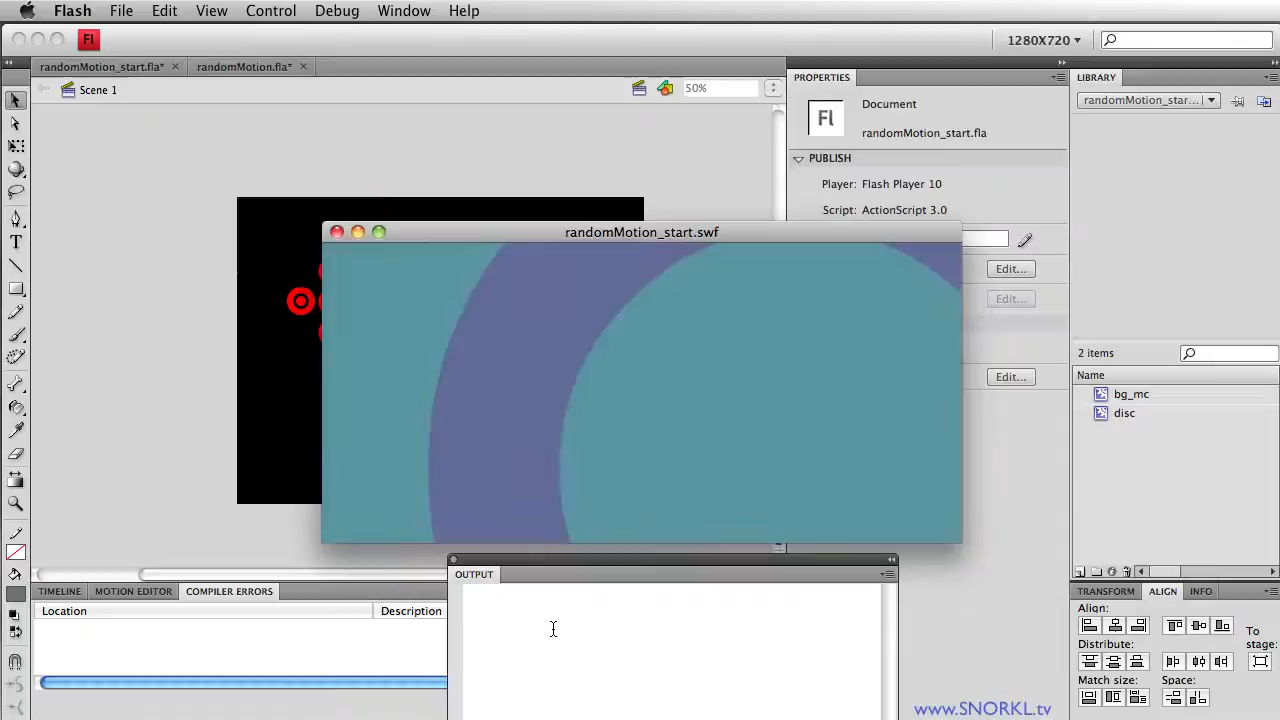 Flash File Edit View Control Debug Window Help
Fl 1280X720
randomMotion_start.fla* randomMotion.fla* PROPERTIES LIBRARY
Scene 1 50%
Document randomMotion_star...
Fl
randomMotion_start.fla
PUBLISH
Player: Flash Player 10
Script: ActionScript 3.0
randomMotion_start.swf
Edit...
Edit...
2 items
Edit...
Name
bg_mc
disc
OUTPUT
TIMELINE MOTION EDITOR COMPILER ERRORS TRANSFORM ALIGN INFO
Location Description
Align:
To
Distribute:
stage:
Match size: Space:
www.SNORKL.tv